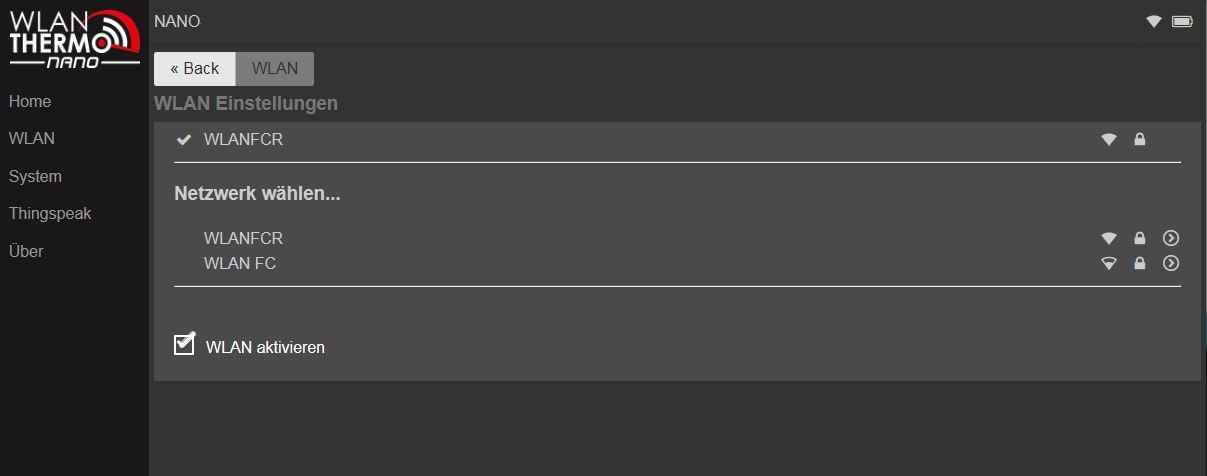 WLAN
THERMO
nano
NANO
« Back WLAN
WLAN Einstellungen
Home
WLAN
System
Thingspeak
Über
WLANFCR
Netzwerk wählen...
WLANFCR
WLAN FC
WLAN aktivieren